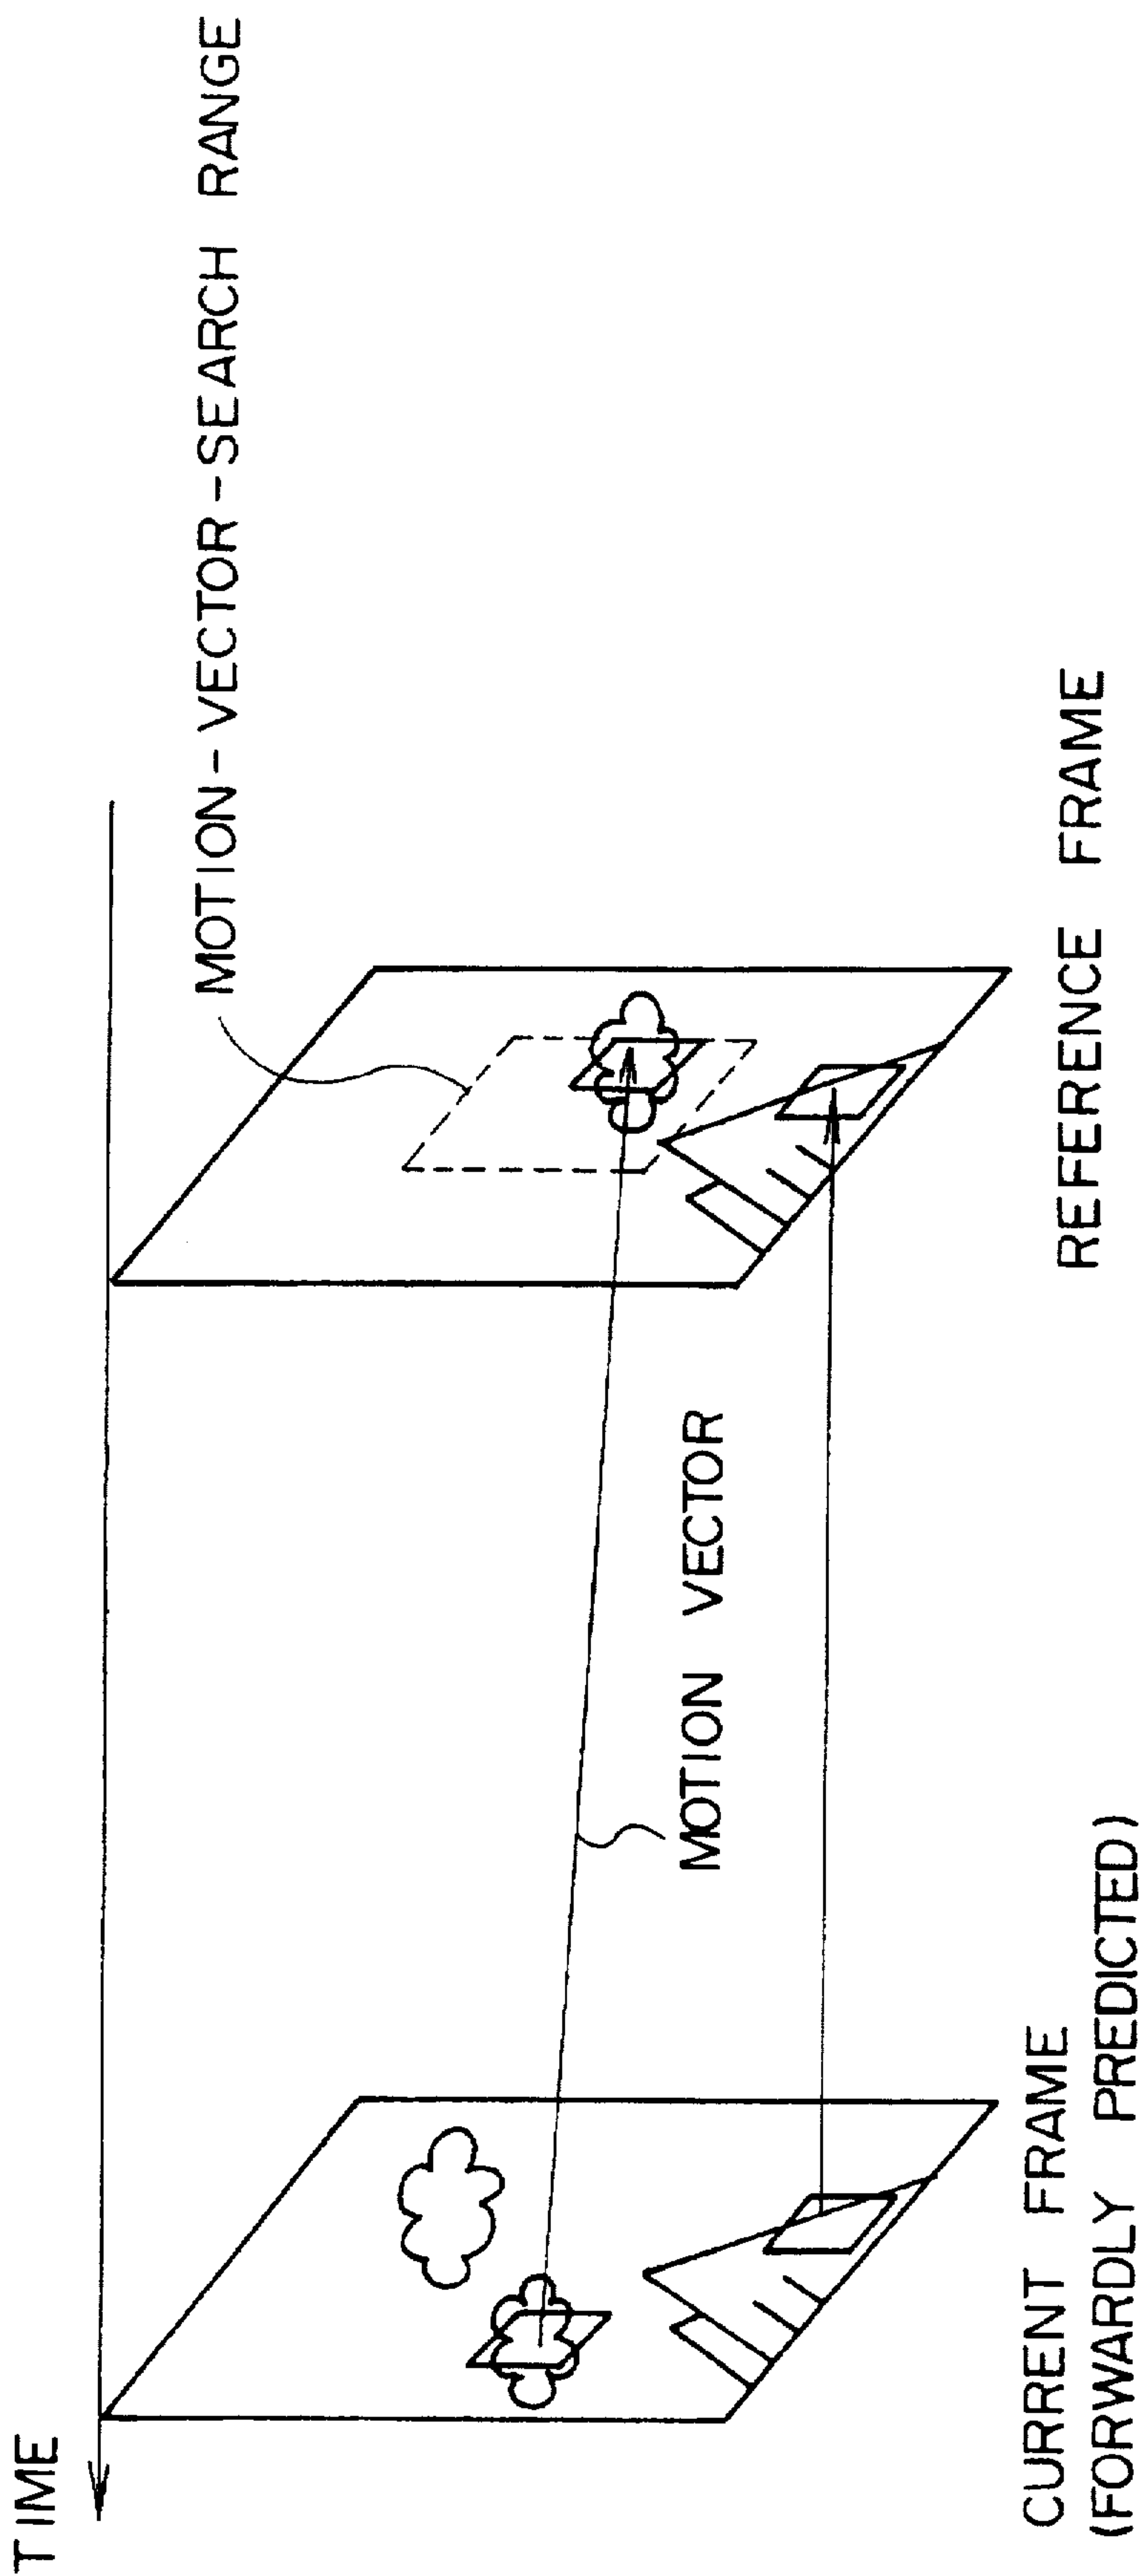 TIME
MOTION-VECTOR-SEARCH RANGE
MOTION VECTOR
CURRENT FRAME
(FORWARDLY PREDICTED)
REFERENCE FRAME